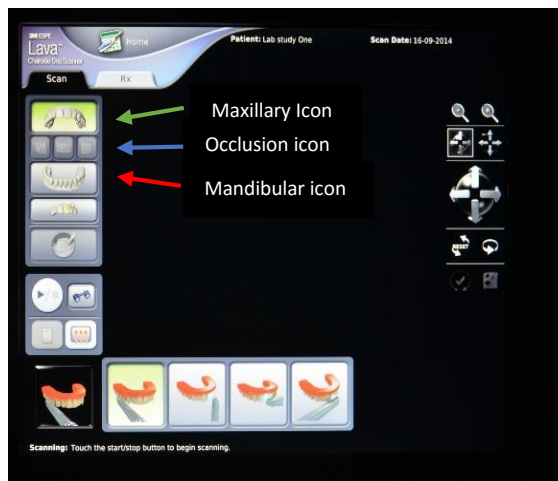 3M ESPE
Lava™
Chairside Oral Scanner
Home
Patient: Lab study One
Scan Date: 16-09-2014
Scan
Rx
Maxillary Icon
Occlusion icon
Mandibular icon
RESET
Scanning: Touch the start/stop button to begin scanning.